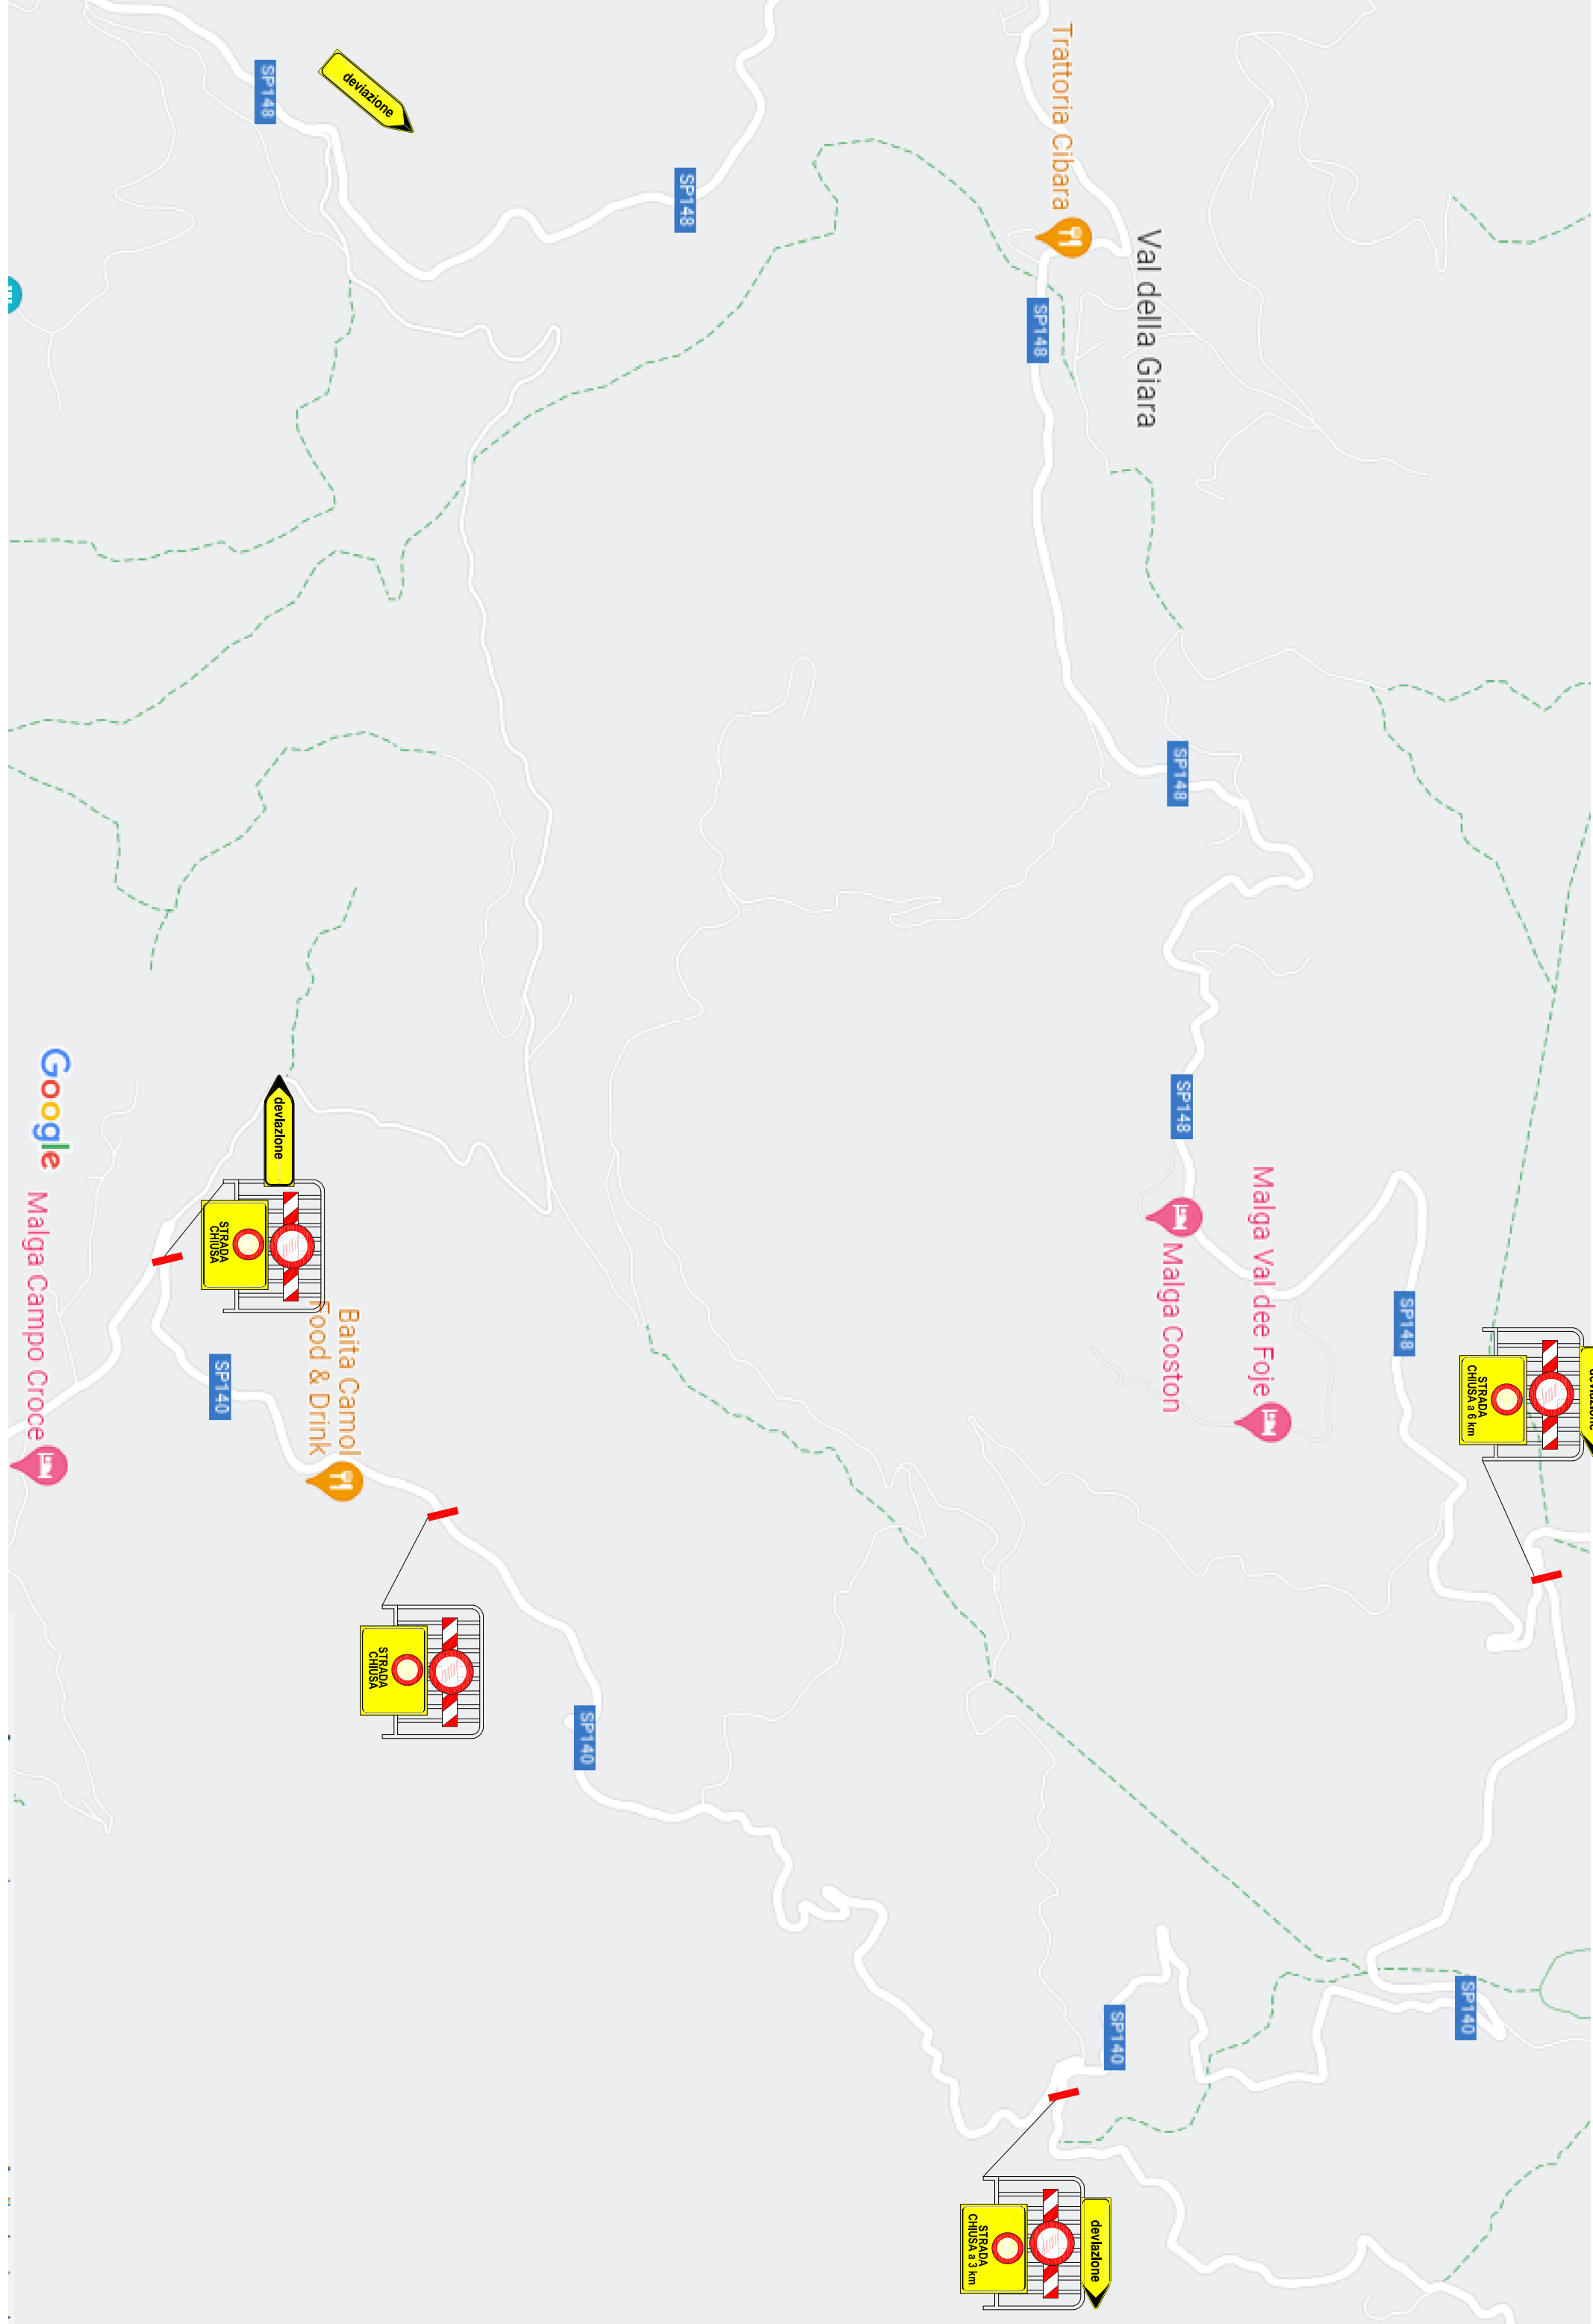 deviazione
STRADA
CHIUSA a 6 km
SP140
SP148
Malga Val dee Foje
SP148
SP148
Malga Coston
Val della Giara
SP140
deviazione
Trattoria Cibara
SP148
STRADA
CHIUSA a 3 km
SP148
SP140
deviazione
STRADA
CHIUSA
Baita Camol
Food & Drink
deviazione
SP148
STRADA
CHIUSA
SP140
Google
Malga Campo Croce